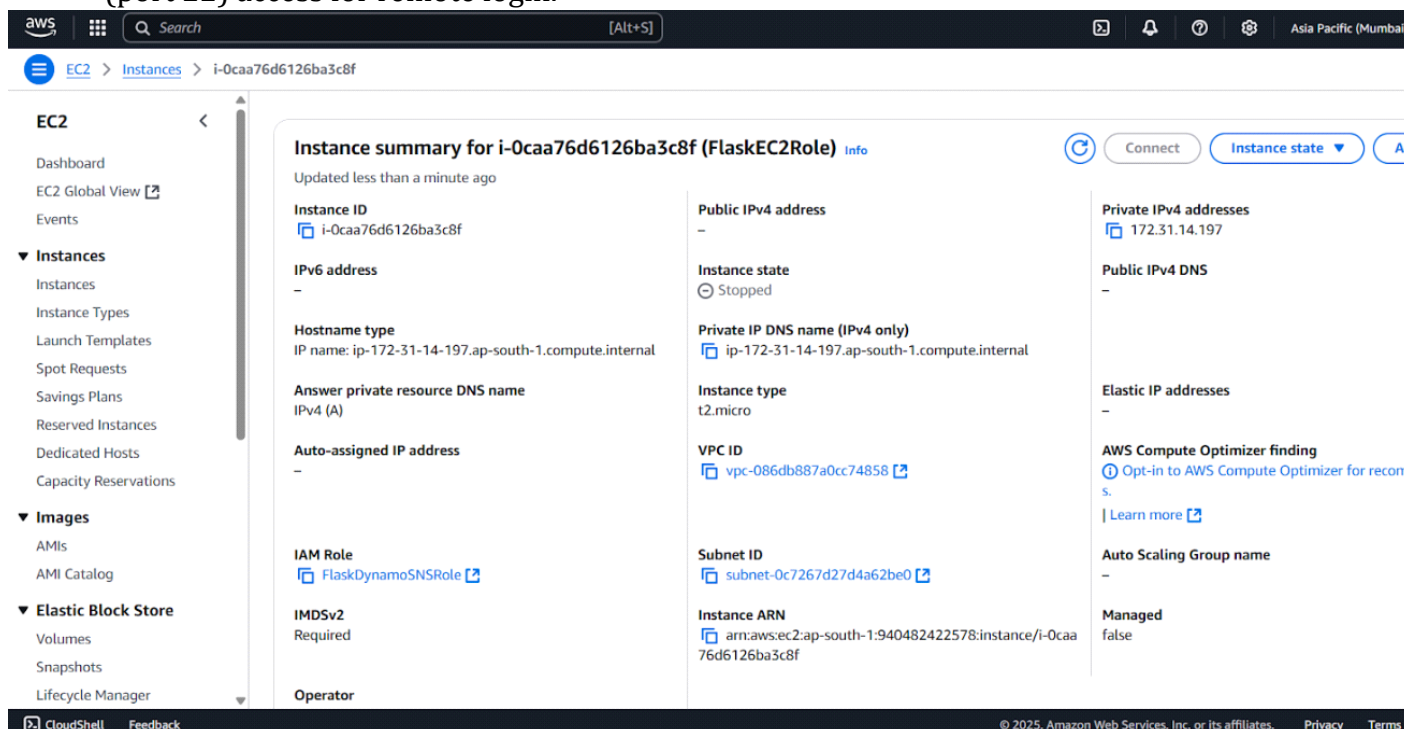 (port 22) access for remote login.
aws
Search [Alt+S]
Asia Pacific (Mumbai
EC2 > Instances > i-0caa76d6126ba3c8f
EC2
Dashboard
EC2 Global View
Events
Instances
Instances
Instance Types
Launch Templates
Spot Requests
Savings Plans
Reserved Instances
Dedicated Hosts
Capacity Reservations
Images
AMIs
AMI Catalog
Elastic Block Store
Volumes
Snapshots
Lifecycle Manager
Instance summary for i-0caa76d6126ba3c8f (FlaskEC2Role) Info
Connect
Instance state
A
Updated less than a minute ago
Instance ID
i-0caa76d6126ba3c8f
Public IPv4 address
–
Private IPv4 addresses
172.31.14.197
IPv6 address
–
Instance state
Stopped
Public IPv4 DNS
–
Hostname type
IP name: ip-172-31-14-197.ap-south-1.compute.internal
Private IP DNS name (IPv4 only)
ip-172-31-14-197.ap-south-1.compute.internal
Answer private resource DNS name
IPv4 (A)
Instance type
t2.micro
Elastic IP addresses
–
Auto-assigned IP address
–
VPC ID
vpc-086db887a0cc74858
AWS Compute Optimizer finding
Opt-in to AWS Compute Optimizer for recom
s.
| Learn more
IAM Role
FlaskDynamoSNSRole
Subnet ID
subnet-0c7267d27d4a62be0
Auto Scaling Group name
–
IMDSv2
Required
Instance ARN
arn:aws:ec2:ap-south-1:940482422578:instance/i-0caa
76d6126ba3c8f
Managed
false
Operator
CloudShell Feedback
© 2025, Amazon Web Services, Inc. or its affiliates. Privacy Terms